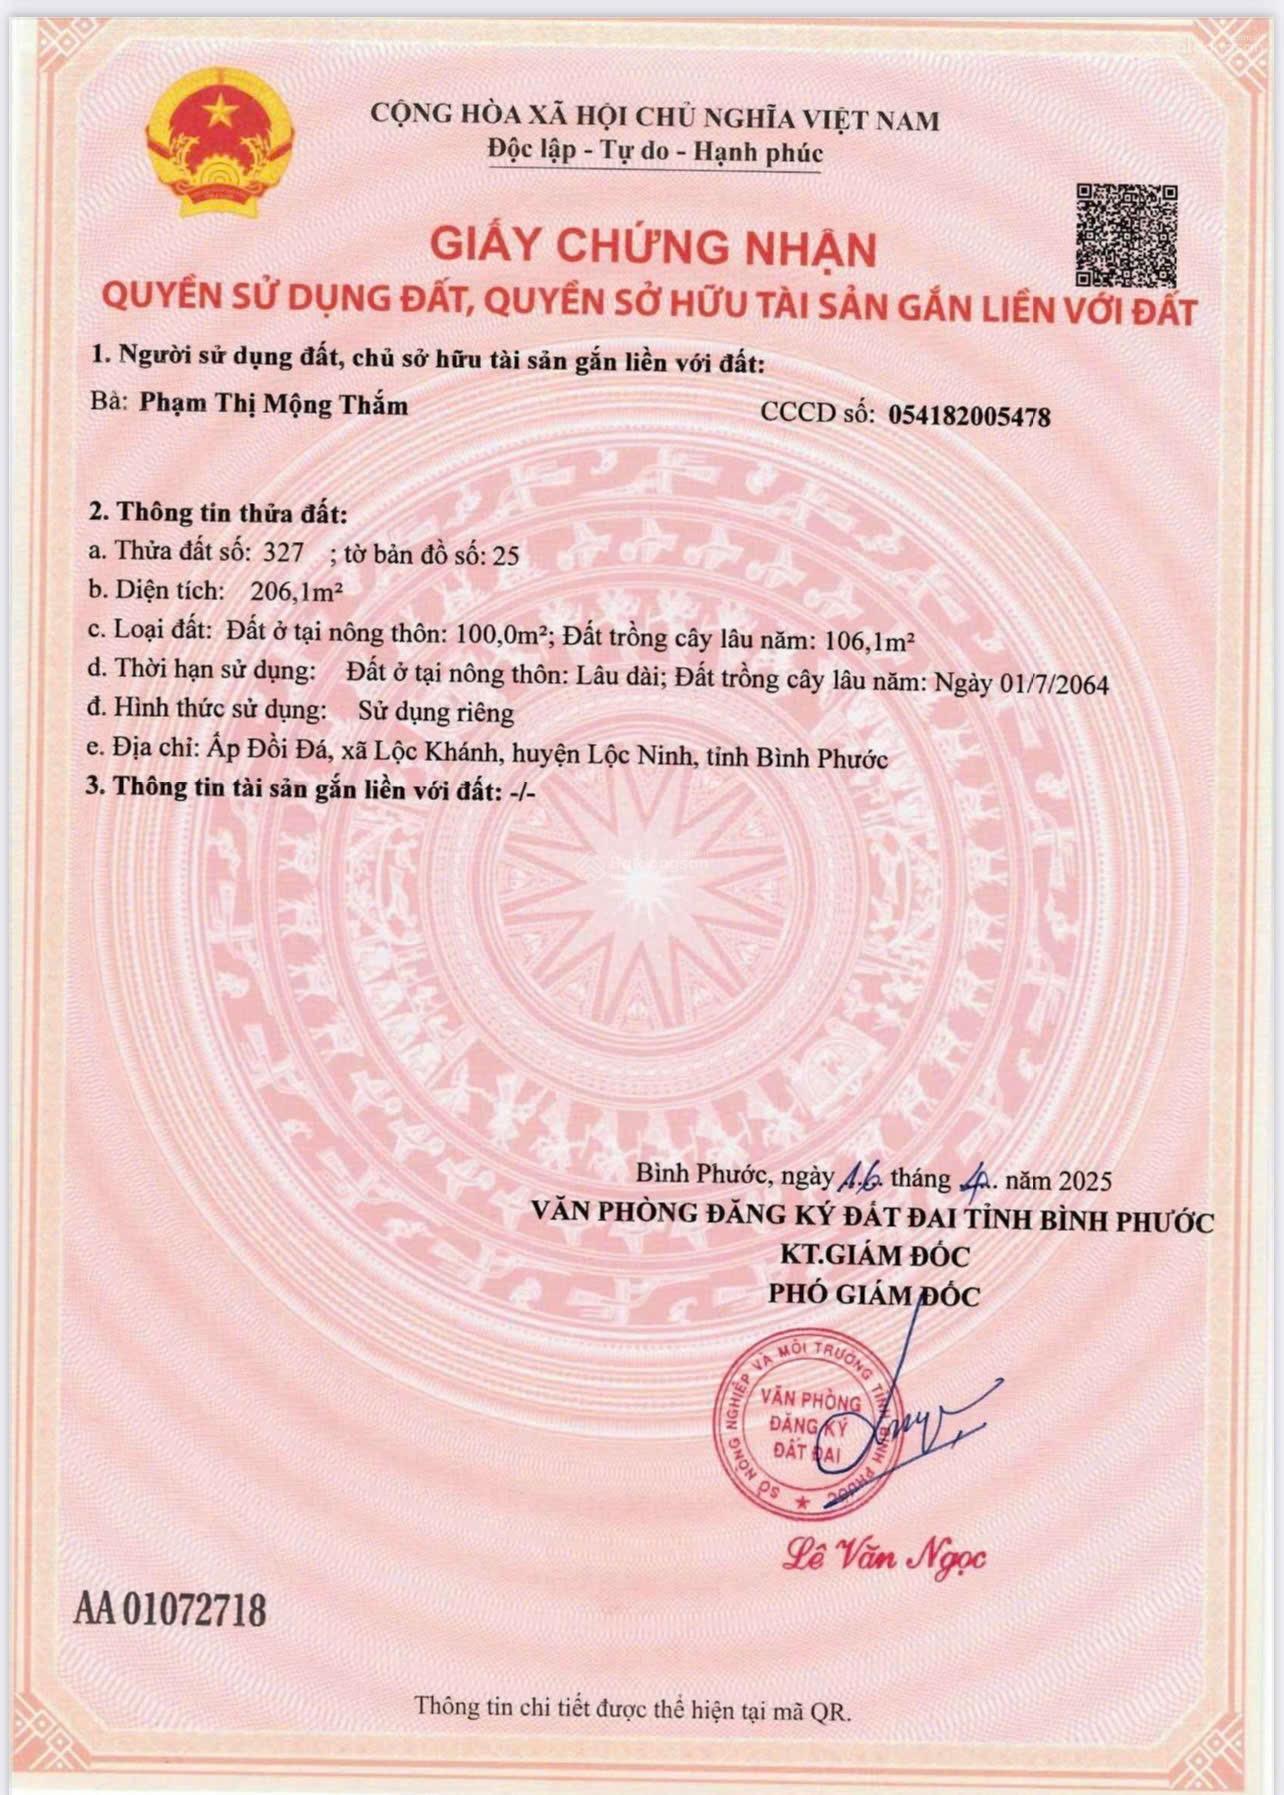 CỘNG HÒA XÃ HỘI CHỦ NGHĨA VIỆT NAM
Độc lập - Tự do - Hạnh phúc
GIẤY CHỨNG NHẬN
QUYỀN SỬ DỤNG ĐẤT, QUYỀN SỞ HỮU TÀI SẢN GẮN LIỀN VỚI ĐẤT
1. Người sử dụng đất, chủ sở hữu tài sản gắn liền với đất:
Bà: Phạm Thị Mộng Thắm CCCD số: 054182005478
2. Thông tin thửa đất:
a. Thửa đất số: 327 ; tờ bản đồ số: 25
b. Diện tích: 206,1m²
c. Loại đất: Đất ở tại nông thôn: 100,0m²; Đất trồng cây lâu năm: 106,1m²
d. Thời hạn sử dụng: Đất ở tại nông thôn: Lâu dài; Đất trồng cây lâu năm: Ngày 01/7/2064
đ. Hình thức sử dụng: Sử dụng riêng
e. Địa chỉ: Ấp Đồi Đá, xã Lộc Khánh, huyện Lộc Ninh, tỉnh Bình Phước
3. Thông tin tài sản gắn liền với đất: -/-
Bình Phước, ngày 16 tháng 4 năm 2025
VĂN PHÒNG ĐĂNG KÝ ĐẤT ĐAI TỈNH BÌNH PHƯỚC
KT.GIÁM ĐỐC
PHÓ GIÁM ĐỐC
SỞ NÔNG NGHIỆP VÀ MÔI TRƯỜNG TỈNH BÌNH PHƯỚC
VĂN PHÒNG
ĐĂNG KÝ
ĐẤT ĐAI
Lê Văn Ngọc
AA 01072718
Thông tin chi tiết được thể hiện tại mã QR.